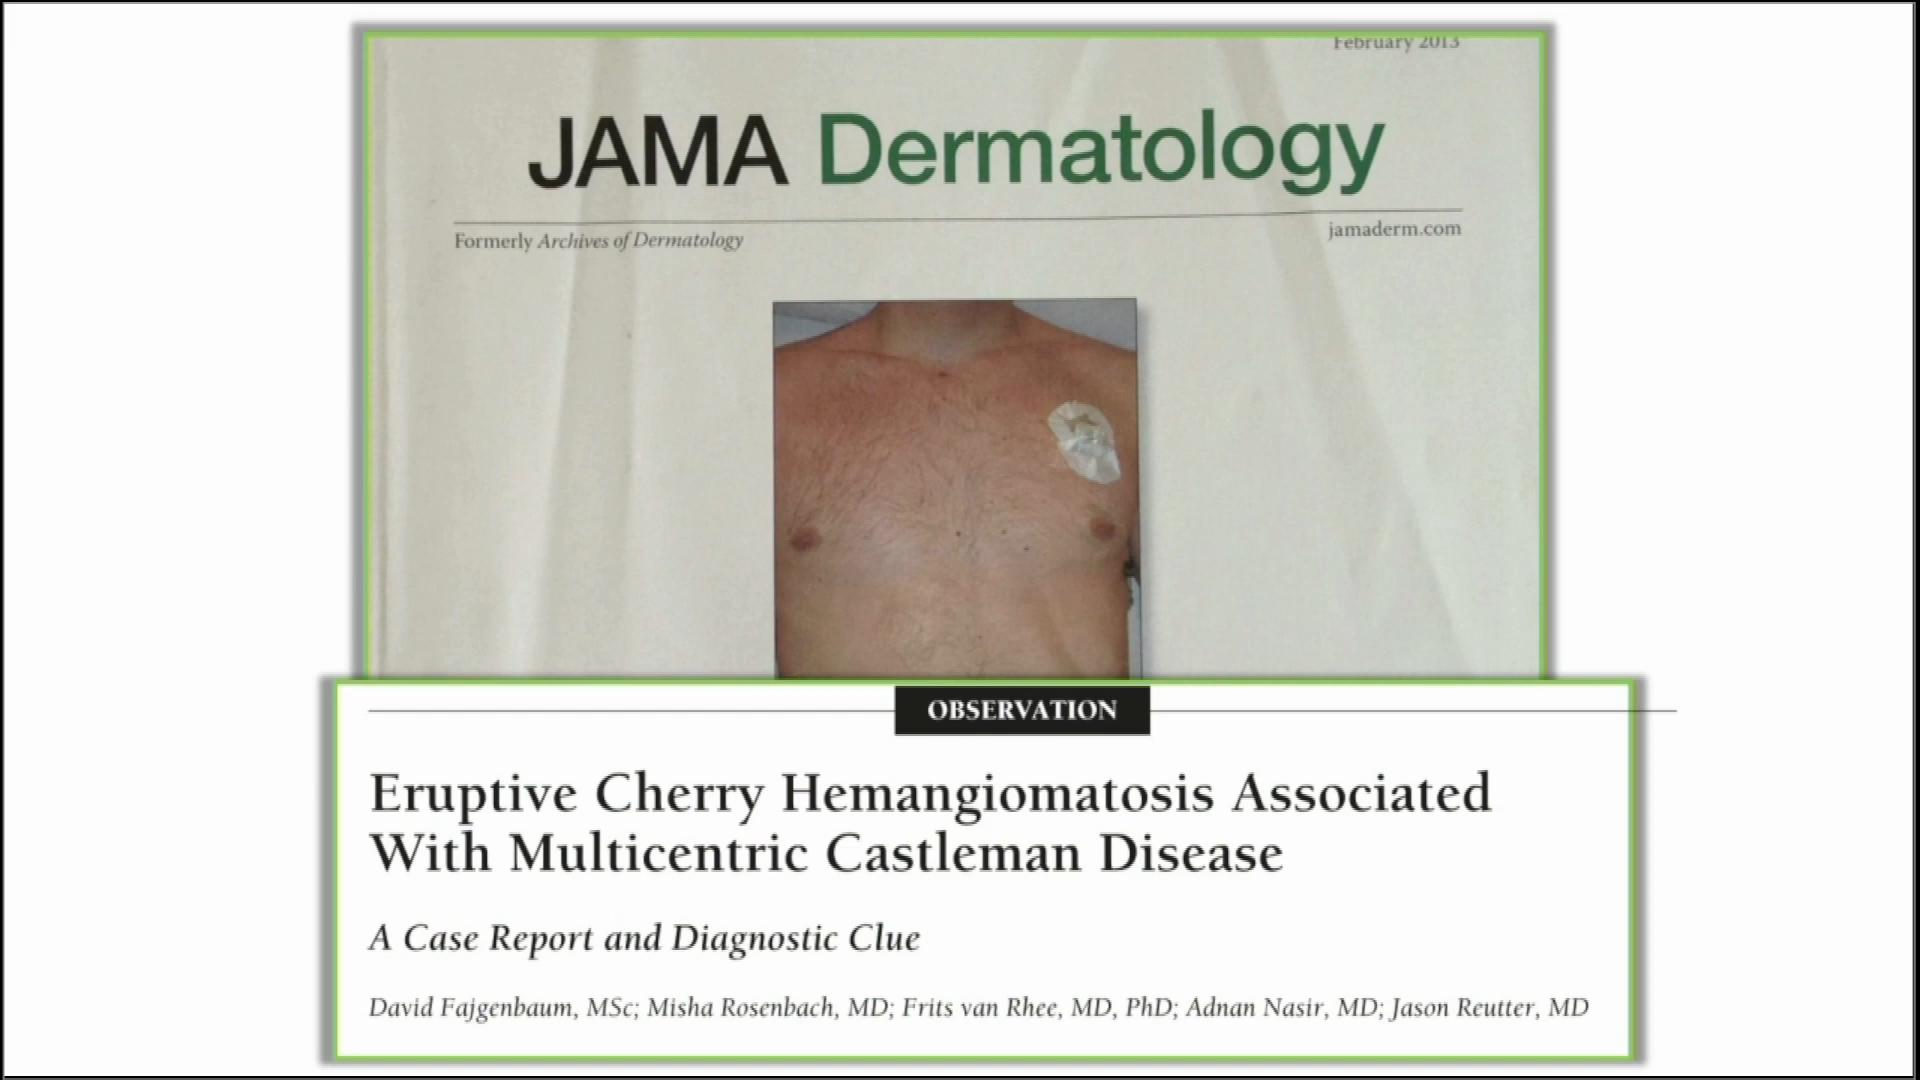 February 2013
JAMA Dermatology
Formerly Archives of Dermatology
jamaderm.com
OBSERVATION
Eruptive Cherry Hemangiomatosis Associated
With Multicentric Castleman Disease
A Case Report and Diagnostic Clue
David Fajgenbaum, MSc; Misha Rosenbach, MD; Frits van Rhee, MD, PhD; Adnan Nasir, MD; Jason Reutter, MD